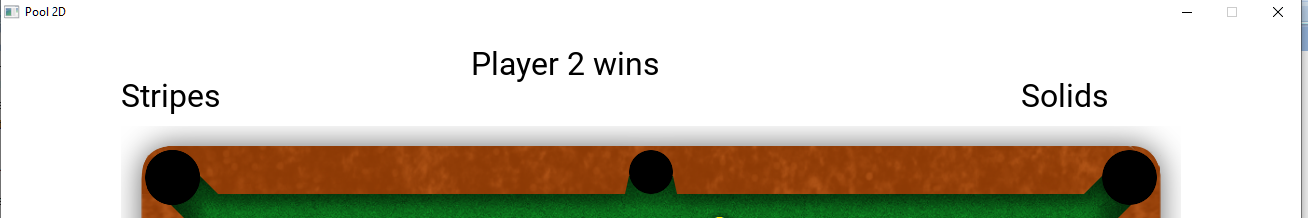 Pool 2D
Player 2 wins
Stripes
Solids